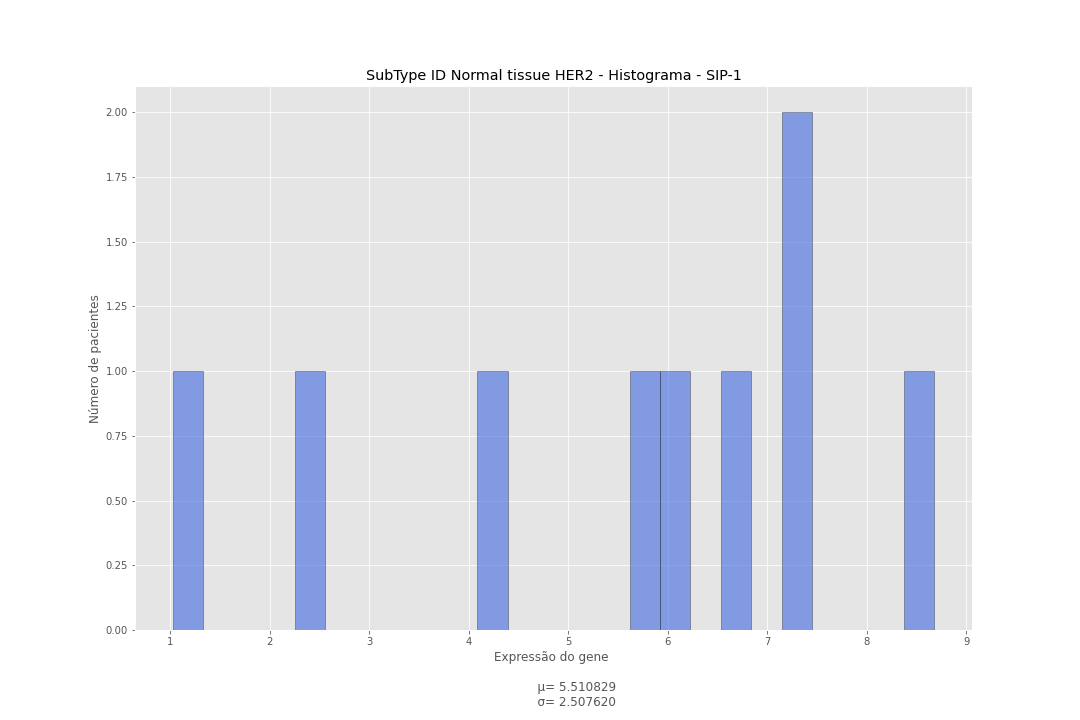 SubType ID Normal tissue HER2 - Histograma - SIP-1
2.00
1.75
1.50
1.25
1.00
0.75
0.50
0.25
0.00
Número de pacientes
1 2 3 4 5 6 7 8 9
Expressão do gene
μ= 5.510829
σ= 2.507620